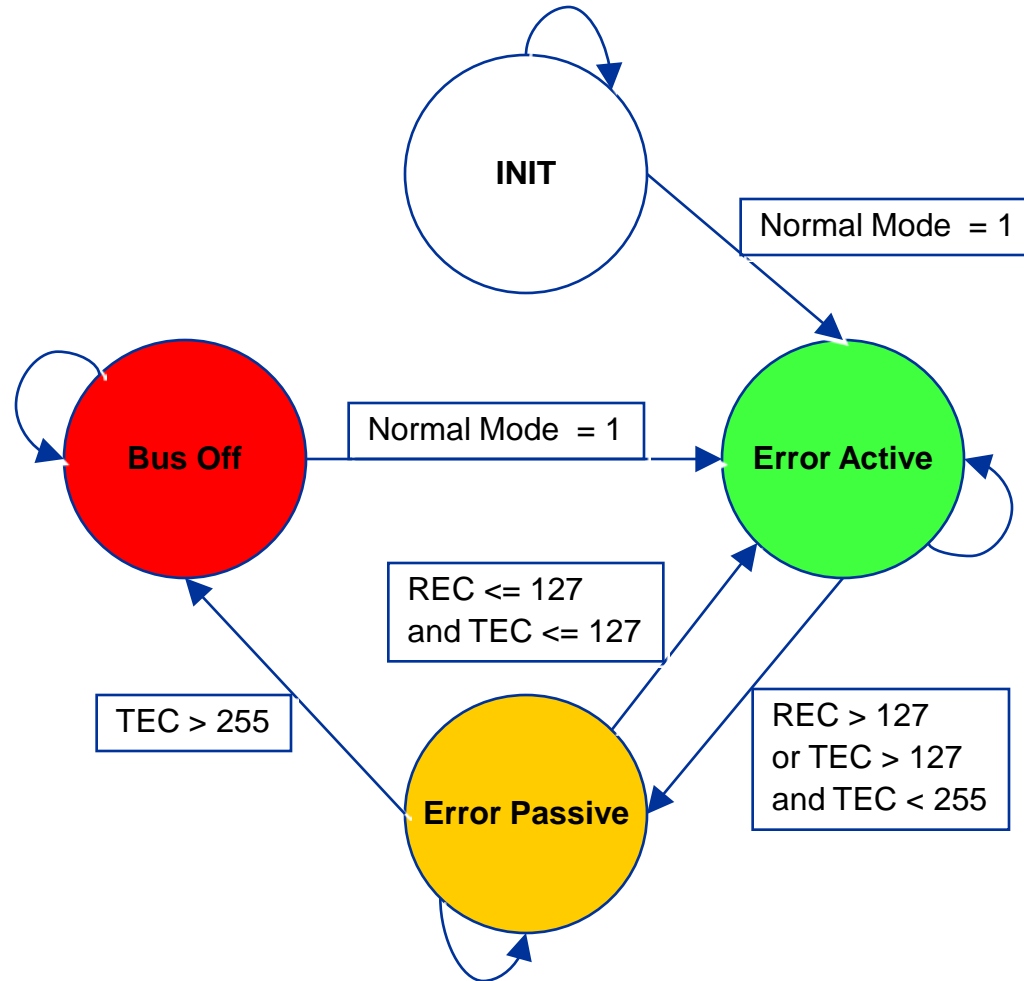 INIT
Normal Mode = 1
Bus Off
Normal Mode = 1
Error Active
REC <= 127
and TEC <= 127
TEC > 255
REC > 127
or TEC > 127
and TEC < 255
Error Passive